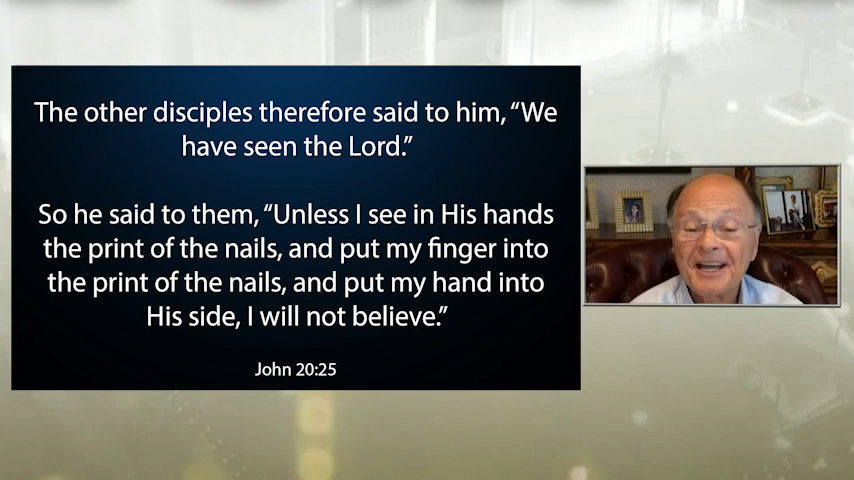 The other disciples therefore said to him, “We
have seen the Lord.”
So he said to them, “Unless I see in His hands
the print of the nails, and put my finger into
the print of the nails, and put my hand into
His side, I will not believe.”
John 20:25